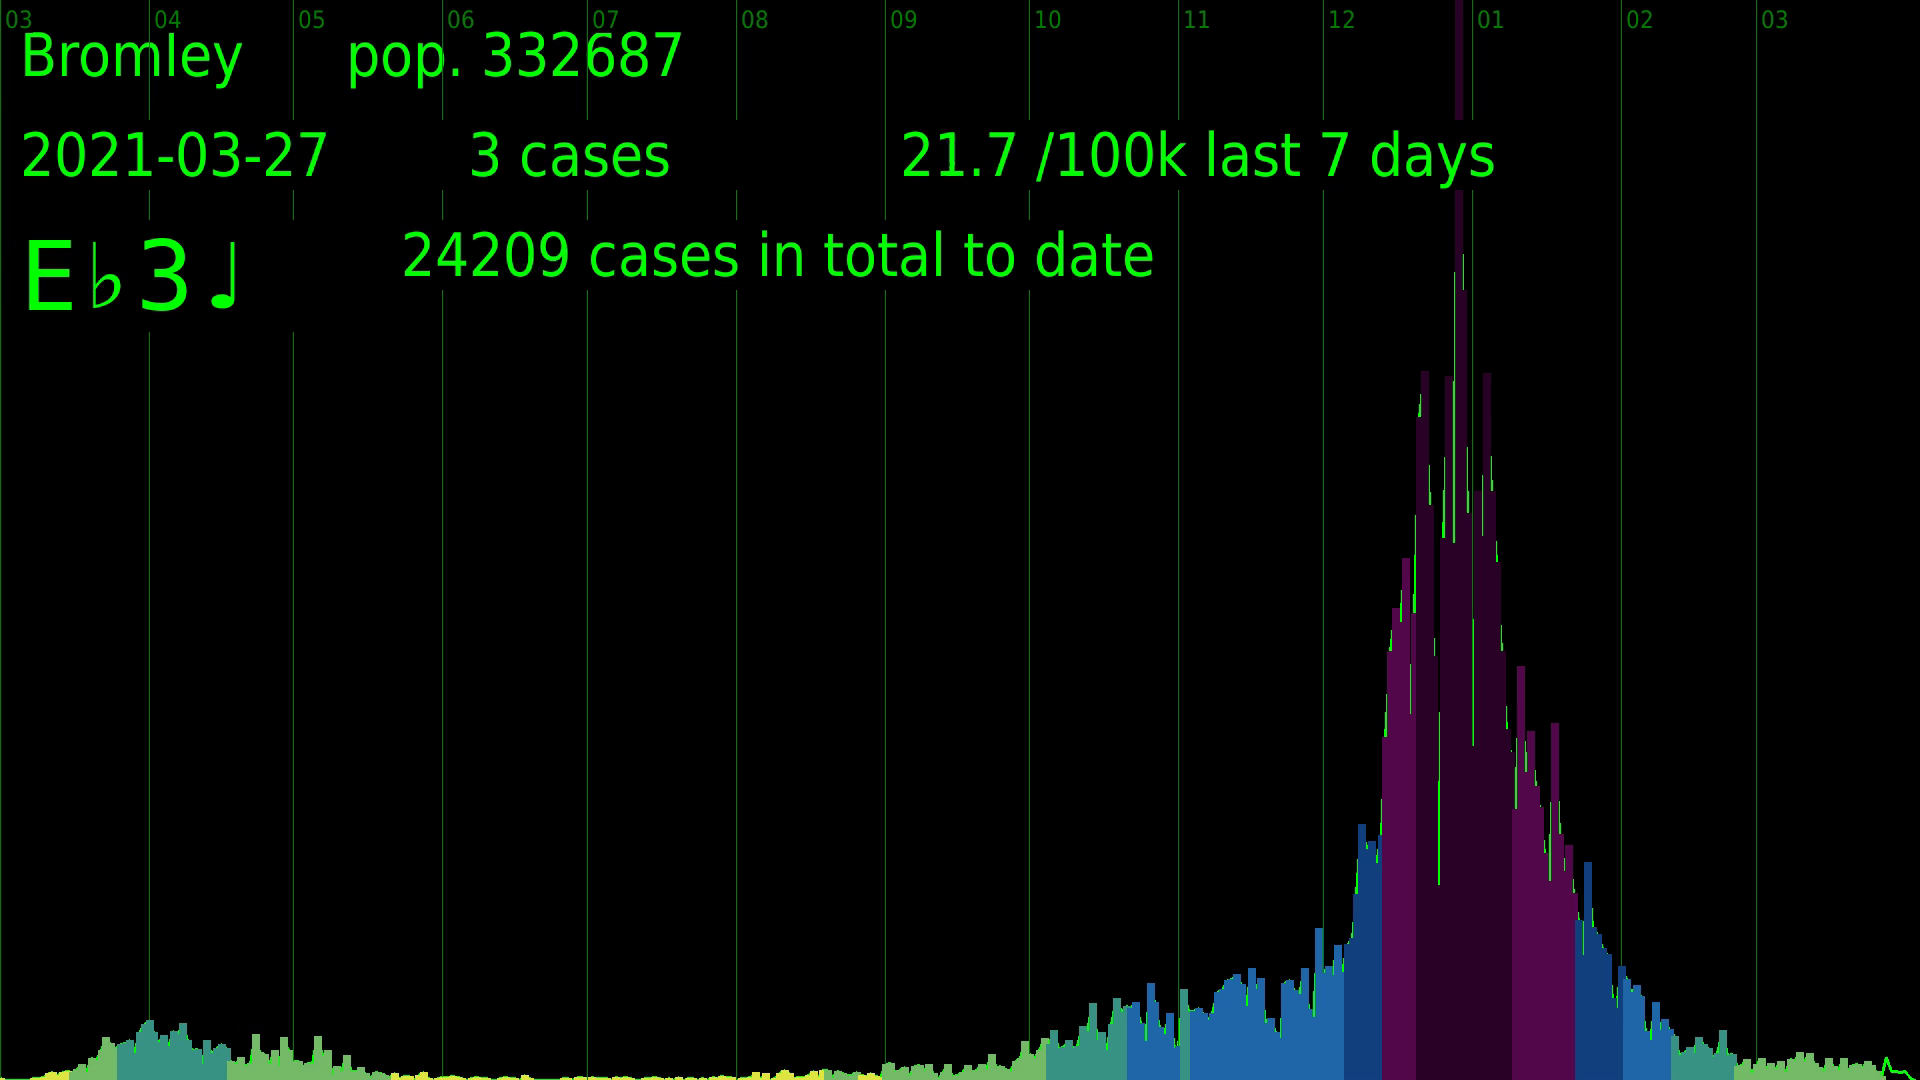 03 04 05 06 07 08 09 10 11 12 01 02 03
Bromley pop. 332687
2021-03-27 3 cases 21.7 /100k last 7 days
E♭3♩ 24209 cases in total to date